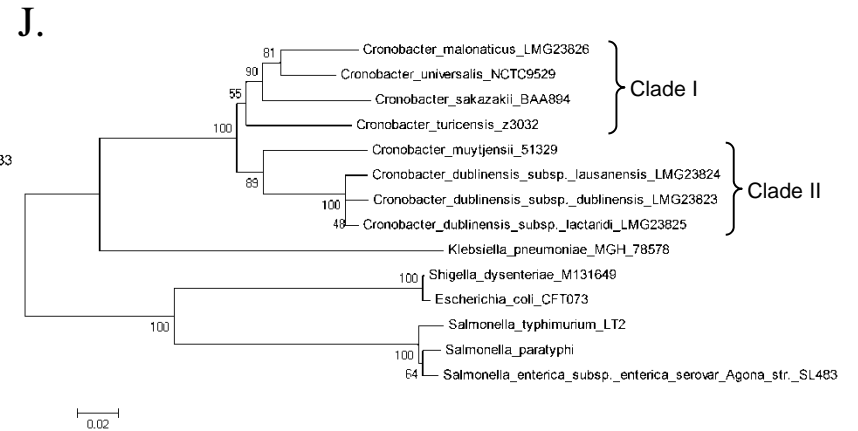 J.
81
Cronobacter_malonaticus_LMG23826
90
Cronobacter_universalis_NCTC9529
55
Cronobacter_sakazakii_BAA894
Clade I
100
Cronobacter_turicensis_z3032
33
Cronobacter_muytjensii_51329
89
Cronobacter_dublinensis_subsp._lausanensis_LMG23824
100
Cronobacter_dublinensis_subsp._dublinensis_LMG23823
Clade II
48
Cronobacter_dublinensis_subsp._lactaridi_LMG23825
Klebsiella_pneumoniae_MGH_78578
100
Shigella_dysenteriae_M131649
Escherichia_coli_CFT073
100
Salmonella_typhimurium_LT2
100
Salmonella_paratyphi
64
Salmonella_enterica_subsp._enterica_serovar_Agona_str._SL483
0.02